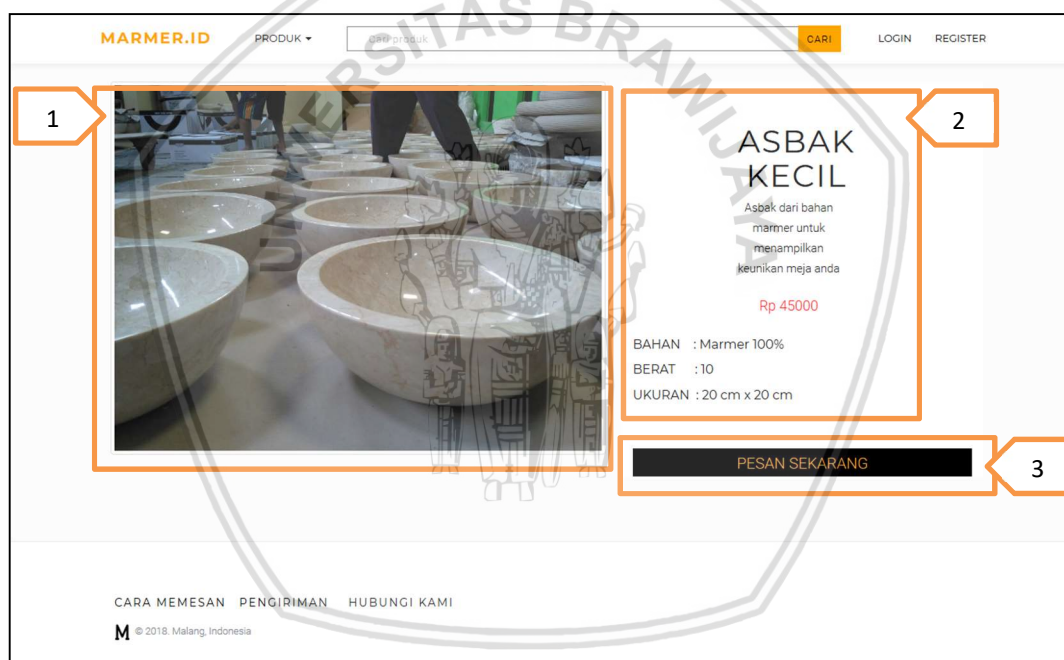 MARMER.ID PRODUK Cari produk CARI LOGIN REGISTER
1
2
ASBAK
KECIL
Asbak dari bahan
marmer untuk
menampilkan
keunikan meja anda
Rp 45000
BAHAN : Marmer 100%
BERAT : 10
UKURAN : 20 cm x 20 cm
PESAN SEKARANG
3
CARA MEMESAN PENGIRIMAN HUBUNGI KAMI
M © 2018. Malang, Indonesia
UNIVERSITAS BRAWIJAYA